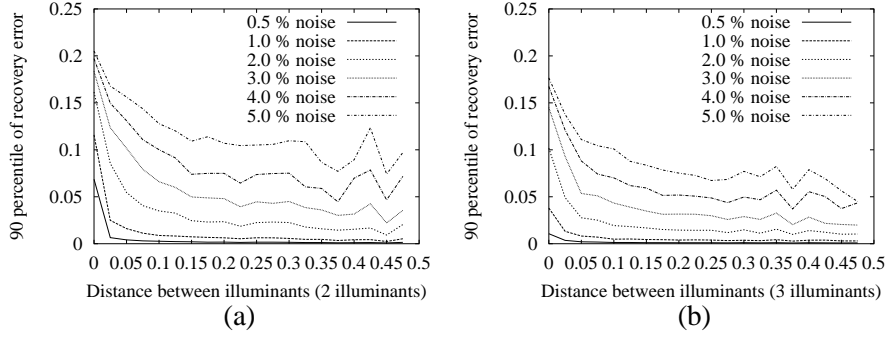 90 percentile of recovery error
0.25
0.2
0.15
0.1
0.05
0
0.5 % noise
1.0 % noise
2.0 % noise
3.0 % noise
4.0 % noise
5.0 % noise
0 0.05 0.1 0.15 0.2 0.25 0.3 0.35 0.4 0.45 0.5
Distance between illuminants (2 illuminants)
(a)
90 percentile of recovery error
0.25
0.2
0.15
0.1
0.05
0
0.5 % noise
1.0 % noise
2.0 % noise
3.0 % noise
4.0 % noise
5.0 % noise
0 0.05 0.1 0.15 0.2 0.25 0.3 0.35 0.4 0.45 0.5
Distance between illuminants (3 illuminants)
(b)